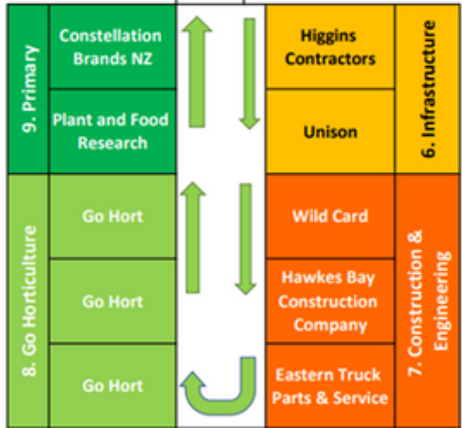 9. Primary
Constellation
Brands NZ
Plant and Food
Research
8. Go Horticulture
Go Hort
Go Hort
Go Hort
Higgins
Contractors
Unison
6. Infrastructure
Wild Card
Hawkes Bay
Construction
Company
Eastern Truck
Parts & Service
7. Construction &
Engineering